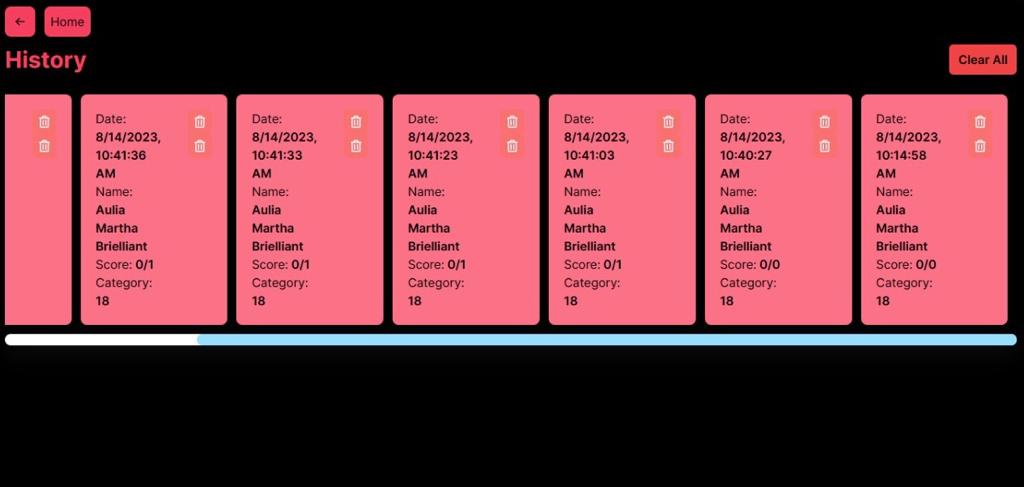 ← Home
History
Clear All
Date:
8/14/2023,
10:41:36
AM
Name:
Aulia
Martha
Brielliant
Score: 0/1
Category:
18
Date:
8/14/2023,
10:41:33
AM
Name:
Aulia
Martha
Brielliant
Score: 0/1
Category:
18
Date:
8/14/2023,
10:41:23
AM
Name:
Aulia
Martha
Brielliant
Score: 0/1
Category:
18
Date:
8/14/2023,
10:41:03
AM
Name:
Aulia
Martha
Brielliant
Score: 0/1
Category:
18
Date:
8/14/2023,
10:40:27
AM
Name:
Aulia
Martha
Brielliant
Score: 0/0
Category:
18
Date:
8/14/2023,
10:14:58
AM
Name:
Aulia
Martha
Brielliant
Score: 0/0
Category:
18